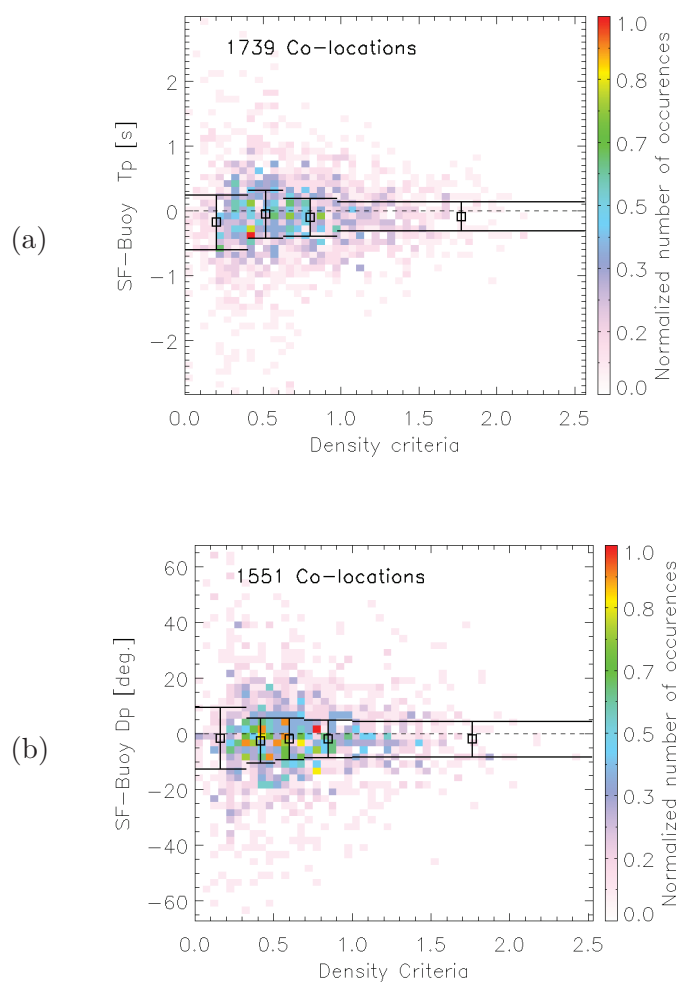 (a)
1739 Co-locations
SF-Buoy Tp [s]
2
1
0
-1
-2
0.0 0.5 1.0 1.5 2.0 2.5
Density criteria
1.0
0.8
0.7
0.5
0.3
0.2
0.0
Normalized number of occurences
(b)
1551 Co-locations
SF-Buoy Dp [deg.]
60
40
20
0
-20
-40
-60
0.0 0.5 1.0 1.5 2.0 2.5
Density Criteria
1.0
0.8
0.7
0.5
0.3
0.2
0.0
Normalized number of occurences